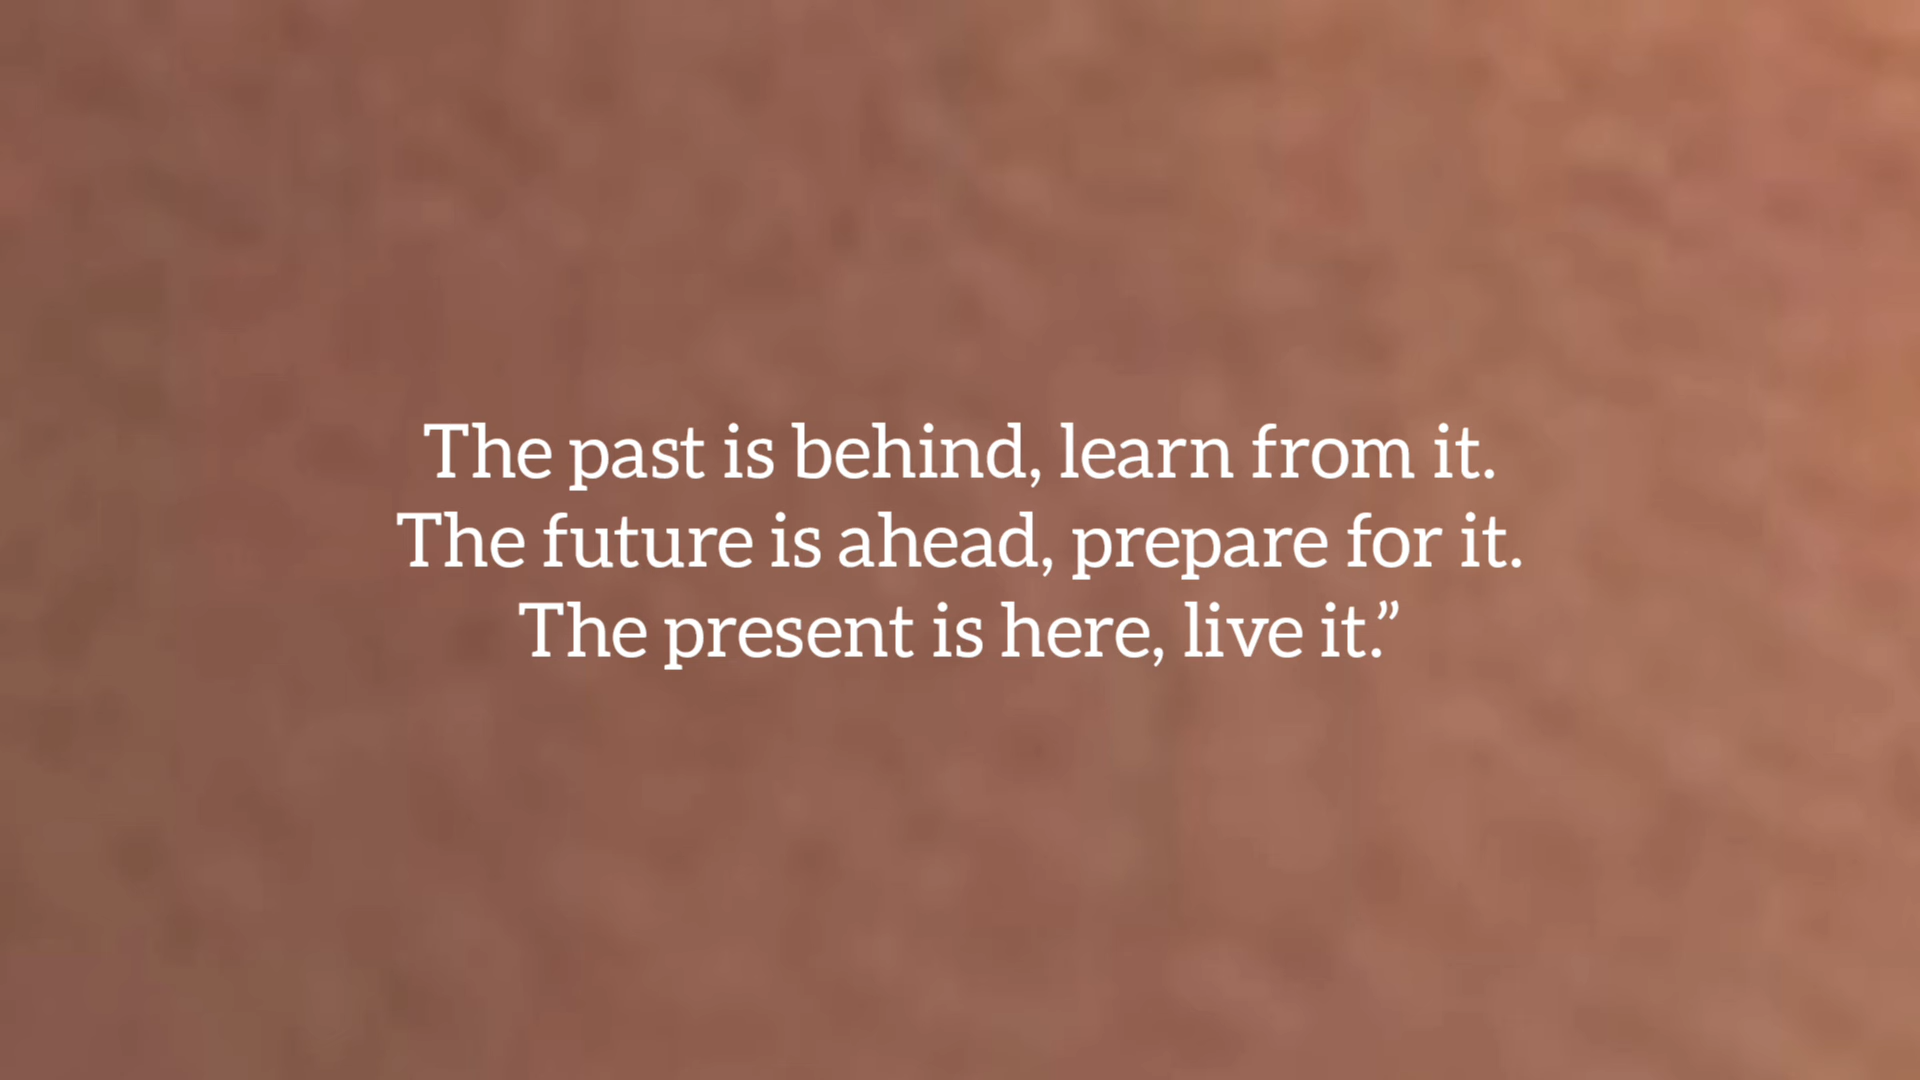 The past is behind, learn from it.
The future is ahead, prepare for it.
The present is here, live it.”